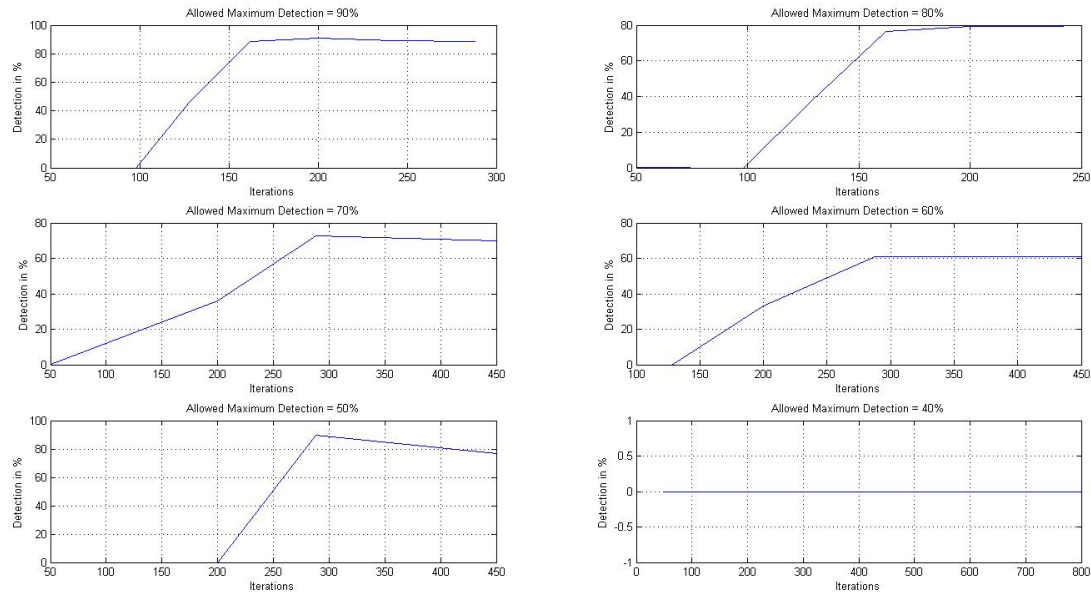 Allowed Maximum Detection = 90%
100
80
60
40
20
0
Detection in %
50 100 150 200 250 300
Iterations
Allowed Maximum Detection = 80%
80
60
40
20
0
Detection in %
50 100 150 200 250
Iterations
Allowed Maximum Detection = 70%
80
60
40
20
0
Detection in %
50 100 150 200 250 300 350 400 450
Iterations
Allowed Maximum Detection = 60%
80
60
40
20
0
Detection in %
100 150 200 250 300 350 400 450
Iterations
Allowed Maximum Detection = 50%
100
80
60
40
20
0
Detection in %
50 100 150 200 250 300 350 400 450
Iterations
Allowed Maximum Detection = 40%
1
0.5
0
-0.5
-1
Detection in %
0 100 200 300 400 500 600 700 800
Iterations